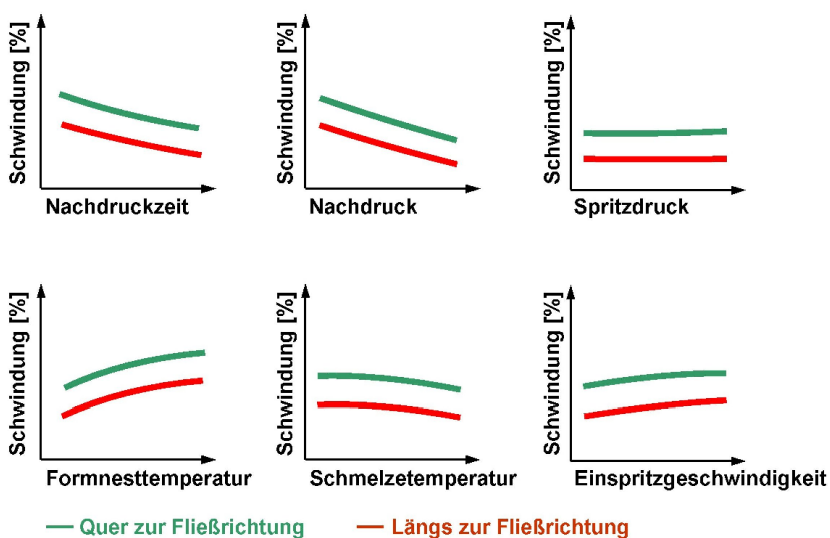 Schwindung [%]
Nachdruckzeit
Schwindung [%]
Nachdruck
Schwindung [%]
Spritzdruck
Schwindung [%]
Formnesttemperatur
Schwindung [%]
Schmelzetemperatur
Schwindung [%]
Einspritzgeschwindigkeit
Quer zur Fließrichtung
Längs zur Fließrichtung